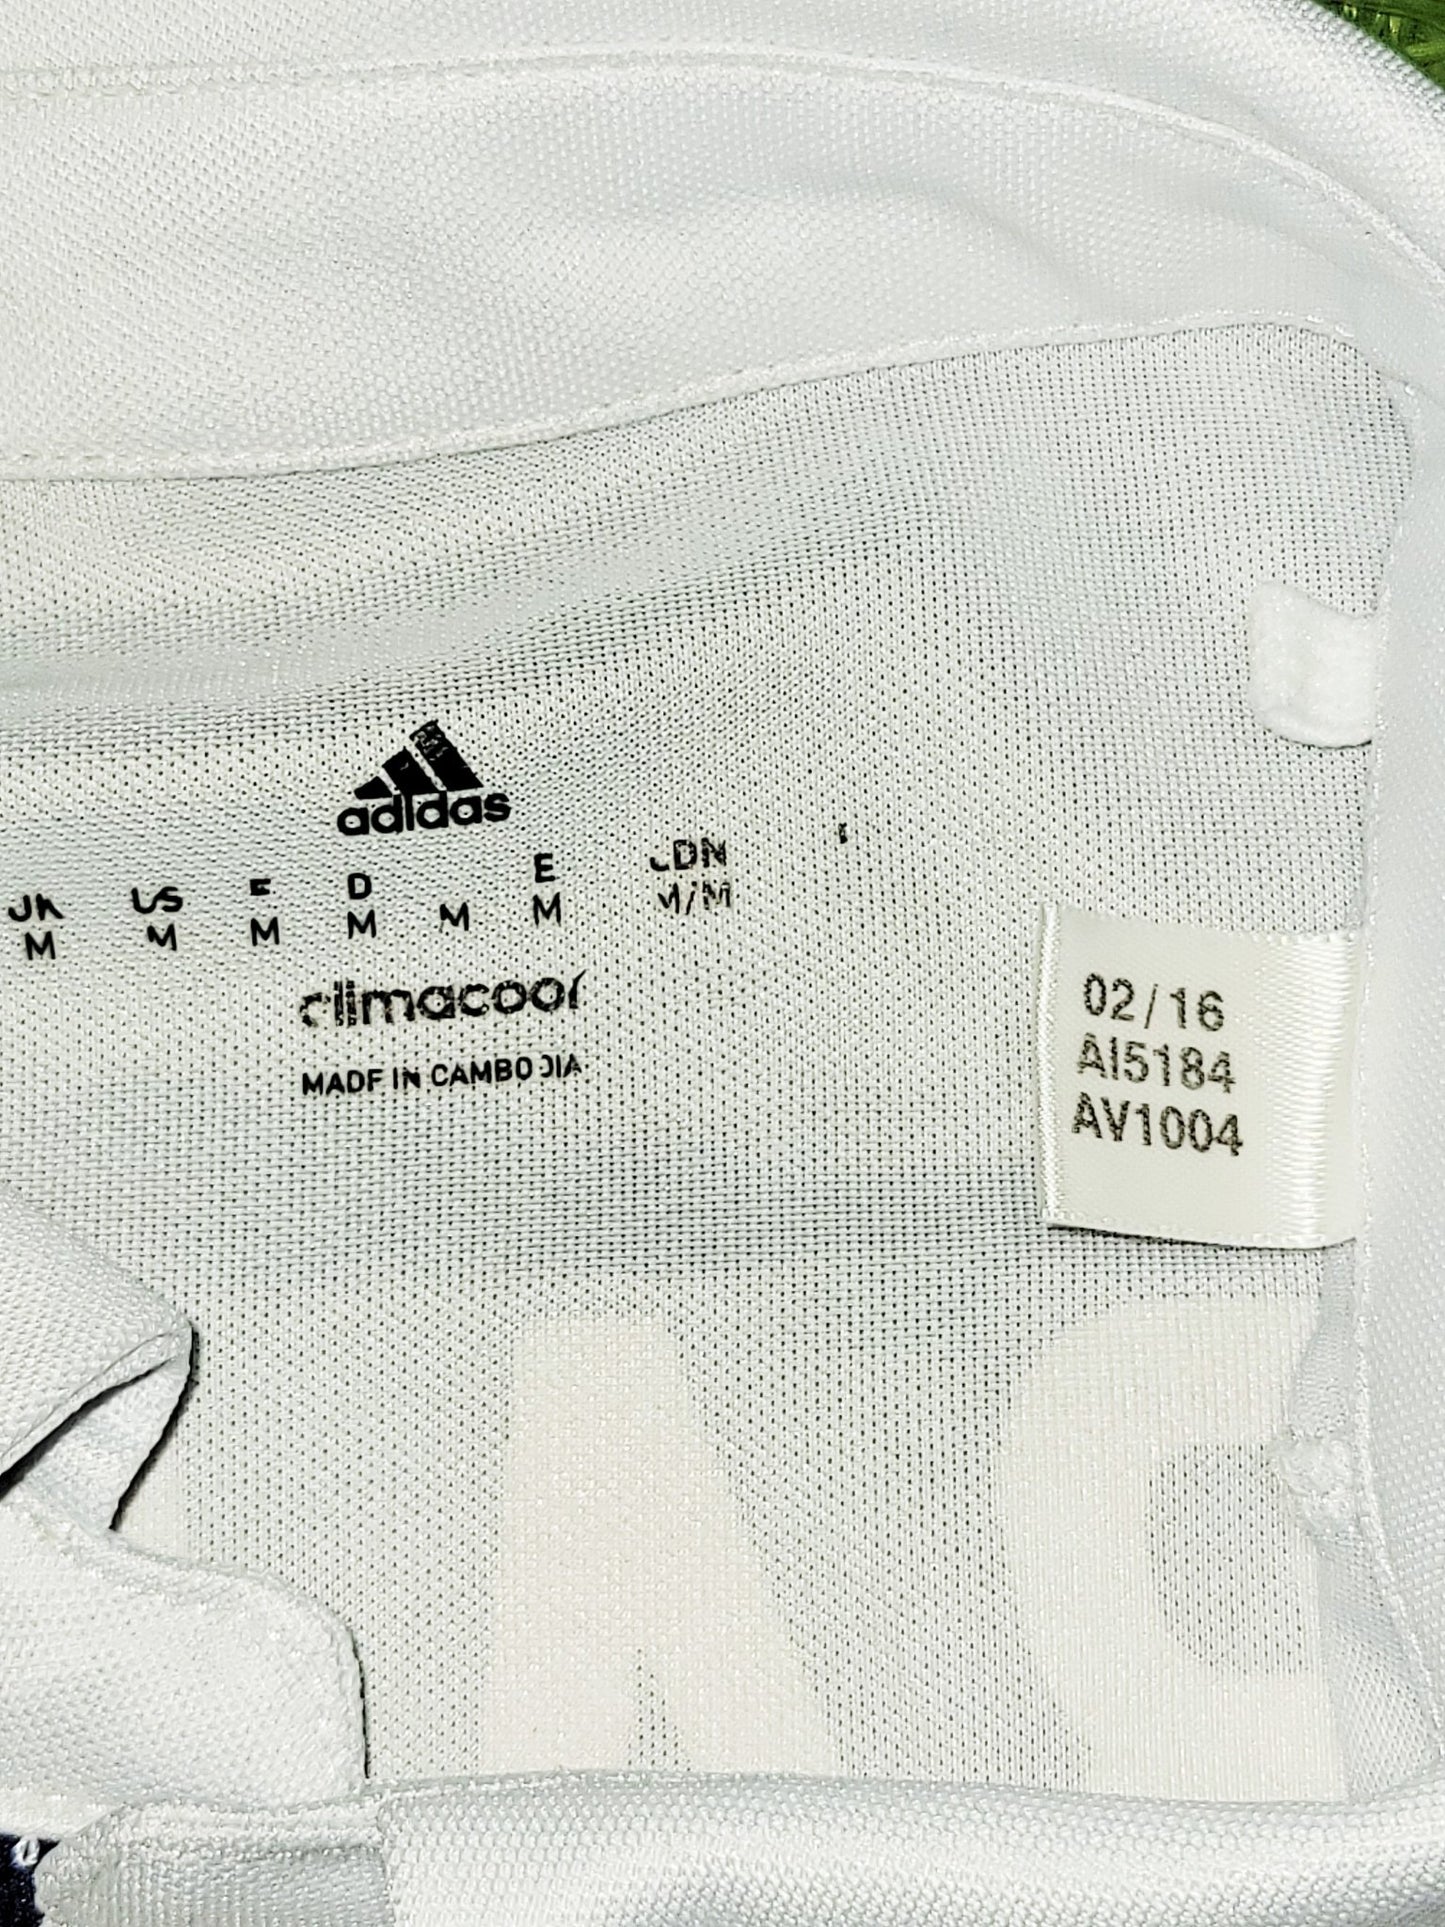 adidas
US D E
M M M M M M M/M
climacool
MADE IN CAMBODIA
02/16
AI5184
AV1004